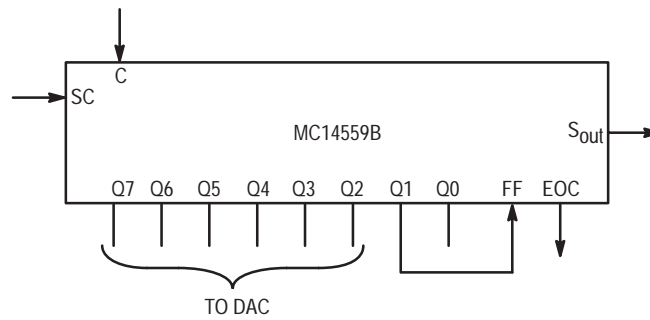 C
SC
MC14559B
Sout
Q7 Q6 Q5 Q4 Q3 Q2 Q1 Q0 FF EOC
TO DAC